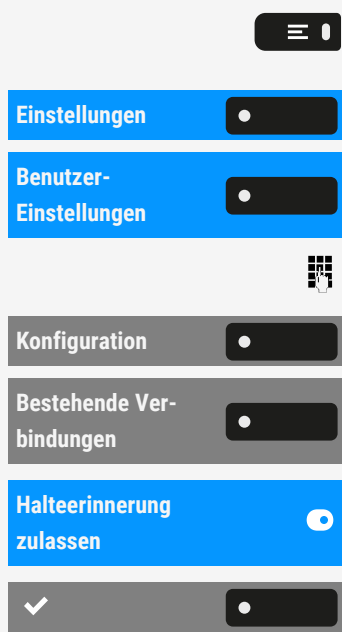 Einstellungen
Benutzer-
Einstellungen
Konfiguration
Bestehende Ver-
bindungen
Halteerinnerung
zulassen